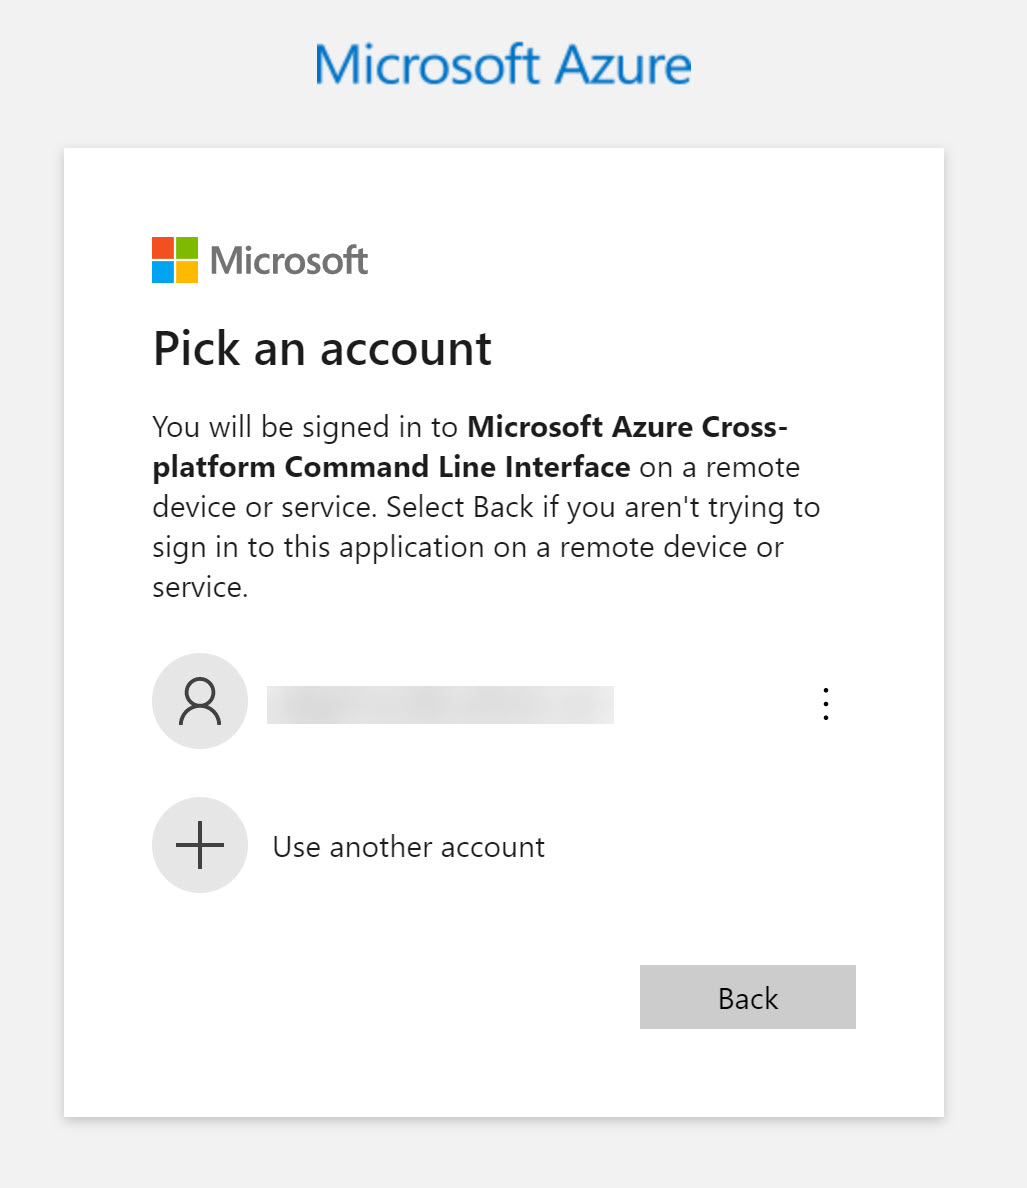 Microsoft Azure
Microsoft
Pick an account
You will be signed in to Microsoft Azure Cross-
platform Command Line Interface on a remote
device or service. Select Back if you aren't trying to
sign in to this application on a remote device or
service.
Use another account
Back